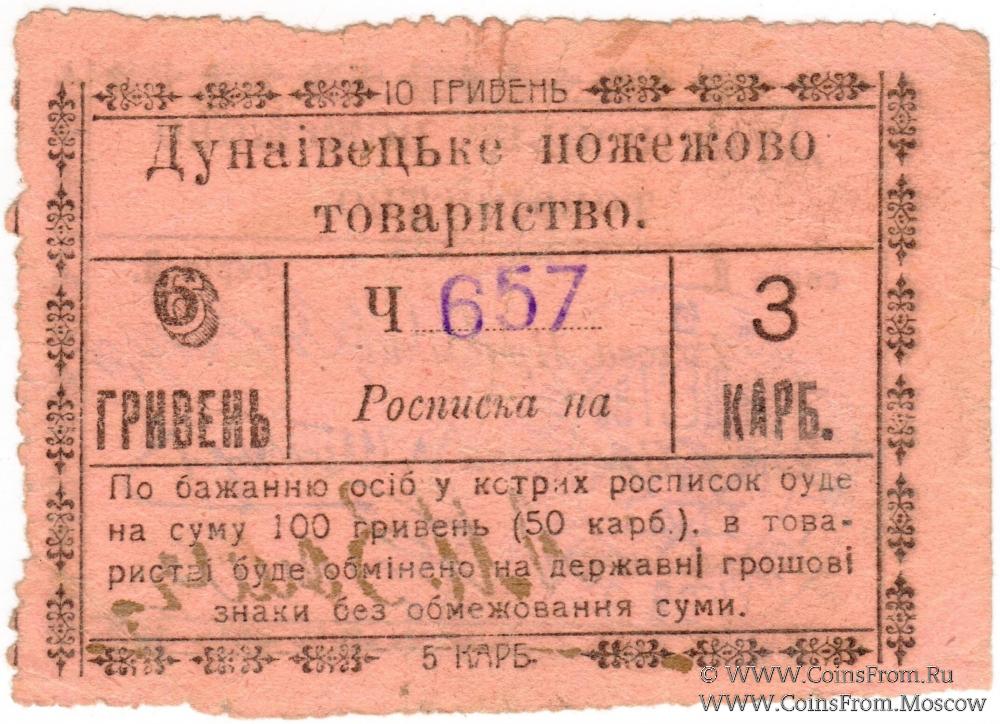 10 ГРИВЕНЬ
Дунаівецьке пожежово
товариство.
6
ГРИВЕНЬ
Ч 657
Росписка на
3
КАРБ.
По бажанню осіб у котрих росписок буде
на суму 100 гривень (50 карб.), в това-
ристві буде обмінено на державні грошові
знаки без обмежовання суми.
5 КАРБ.
© WWW.CoinsFrom.Ru
WWW.CoinsFrom.Moscow